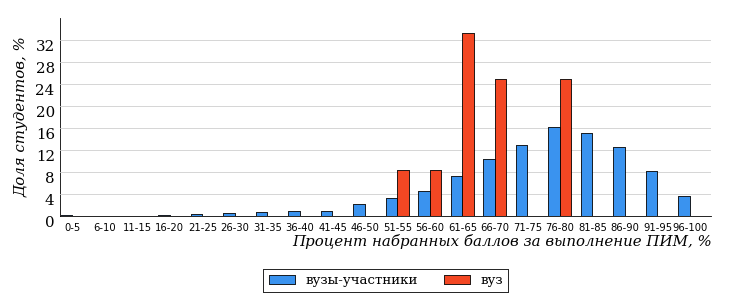 Доля студентов, %
32
28
24
20
16
12
8
4
0
0-5 6-10 11-15 16-20 21-25 26-30 31-35 36-40 41-45 46-50 51-55 56-60 61-65 66-70 71-75 76-80 81-85 86-90 91-95 96-100
Процент набранных баллов за выполнение ПИМ, %
вузы-участники вуз